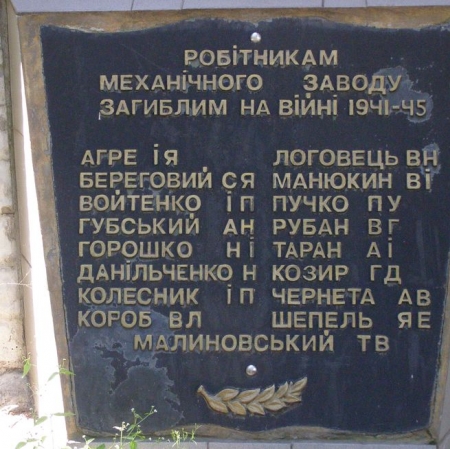 РОБІТНИКАМ
МЕХАНІЧНОГО ЗАВОДУ
ЗАГИБЛИМ НА ВІЙНІ 1941-45
АГРЕ ІЯ ЛОГОВЕЦЬ ВН
БЕРЕГОВИЙ СЯ МАНЮКИН ВІ
ВОЙТЕНКО ІП ПУЧКО ПУ
ГУБСЬКИЙ АН РУБАН ВГ
ГОРОШКО НІ ТАРАН АІ
ДАНІЛЬЧЕНКО Н КОЗИР ГД
КОЛЕСНИК ІП ЧЕРНЕТА АВ
КОРОБ ВЛ ШЕПЕЛЬ ЯЕ
МАЛИНОВСЬКИЙ ТВ